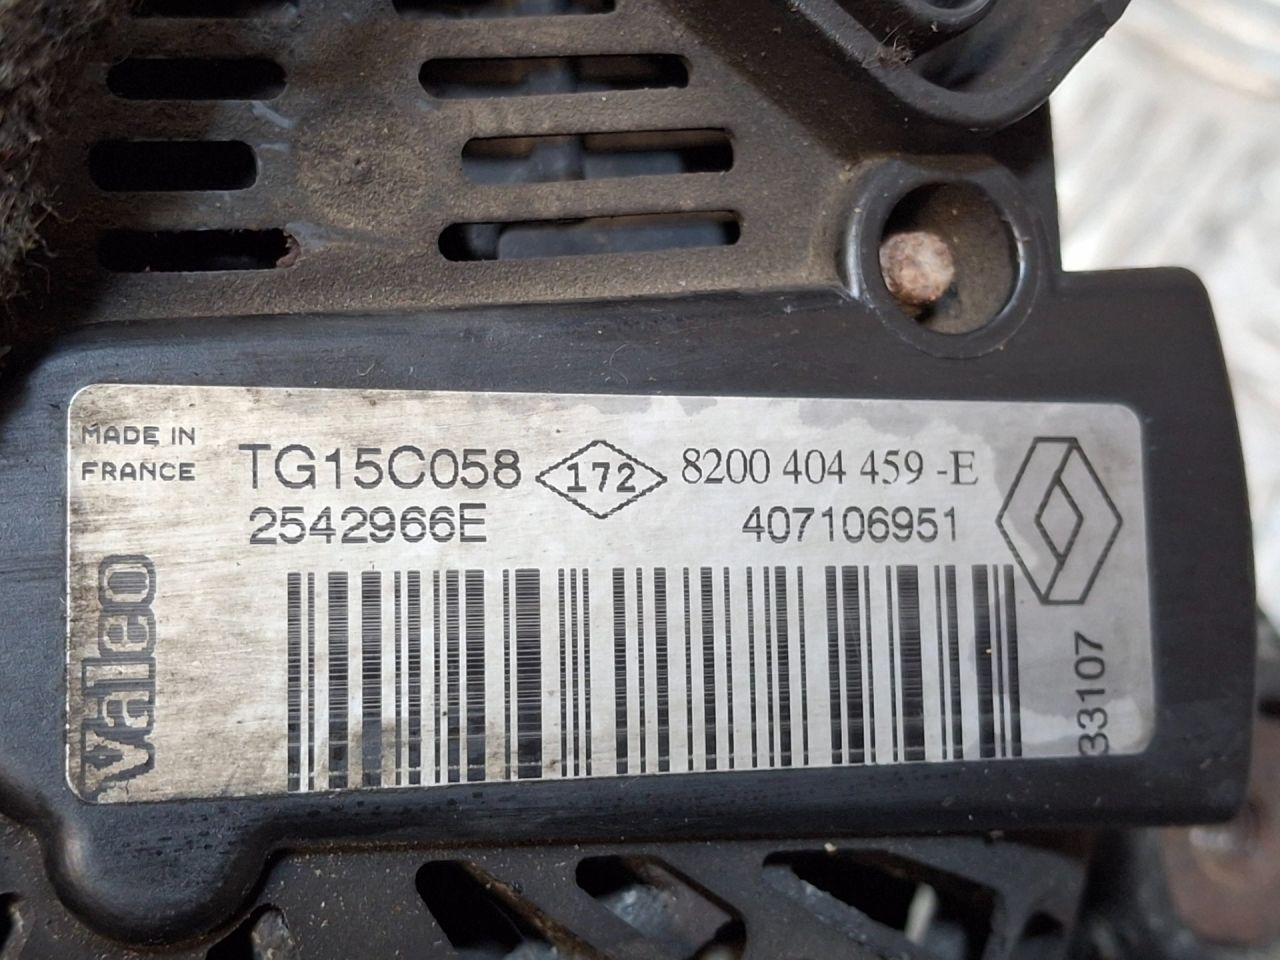 MADE IN
FRANCE
TG15C058 172 8200 404 459-E
2542966E 407106951
Valeo
33107